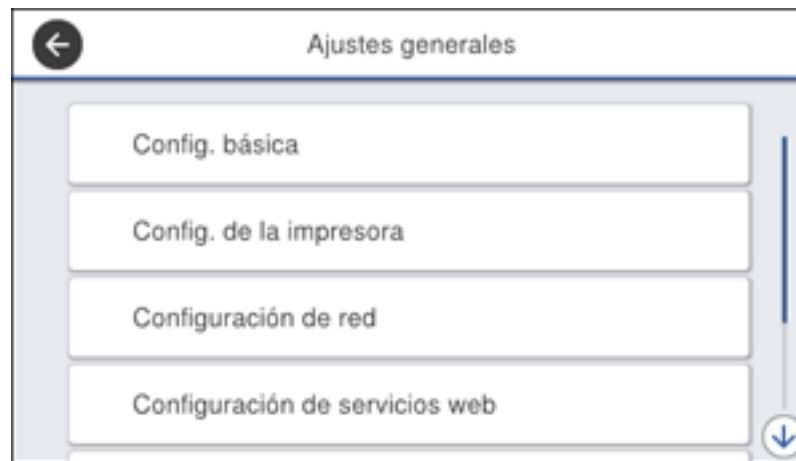 Ajustes generales
Config. básica
Config. de la impresora
Configuración de red
Configuración de servicios web